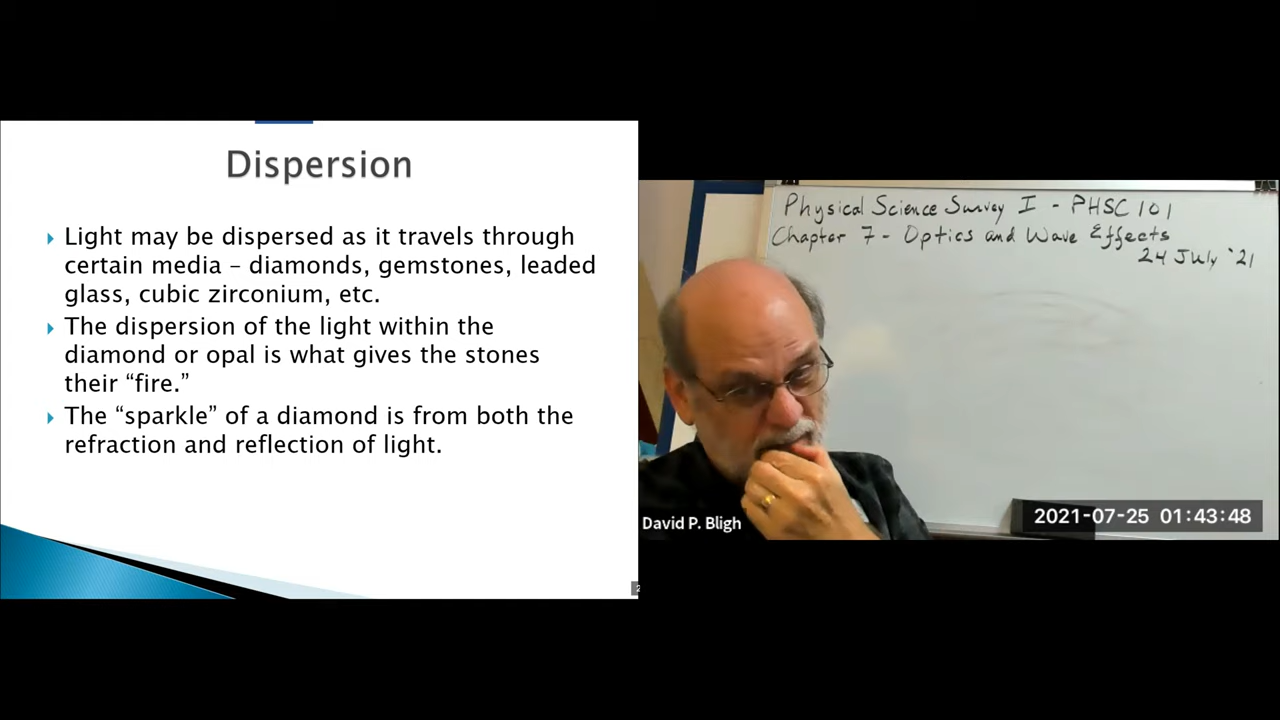 Dispersion
Light may be dispersed as it travels through
certain media – diamonds, gemstones, leaded
glass, cubic zirconium, etc.
The dispersion of the light within the
diamond or opal is what gives the stones
their “fire.”
The “sparkle” of a diamond is from both the
refraction and reflection of light.
Physical Science Survey I - PHSC 101
Chapter 7 - Optics and Wave Effects
24 July '21
David P. Bligh
2021-07-25 01:43:48